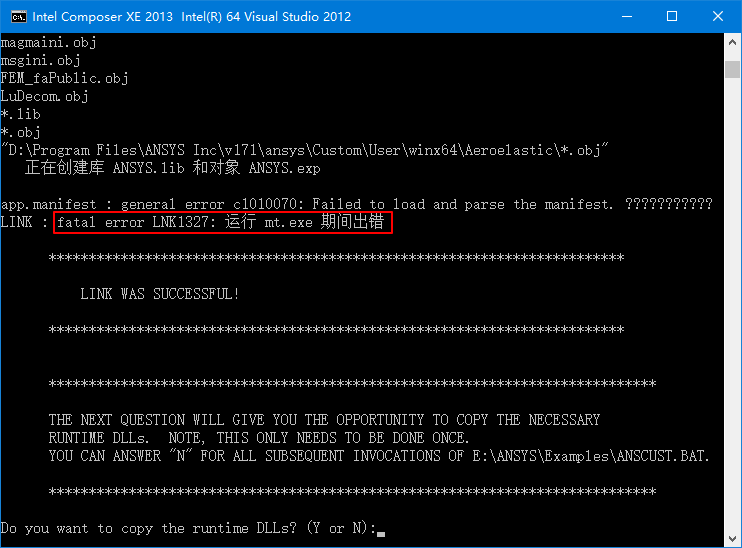 Intel Composer XE 2013 Intel(R) 64 Visual Studio 2012
magmaini.obj
msgini.obj
FEM_faPublic.obj
LuDecom.obj
*.lib
*.obj
"D:\Program Files\ANSYS Inc\v171\ansys\Custom\User\winx64\Aeroelastic\*.obj"
正在创建库 ANSYS.lib 和对象 ANSYS.exp
app.manifest : general error c1010070: Failed to load and parse the manifest. ???????????
LINK : fatal error LNK1327: 运行 mt.exe 期间出错
************************************************************************
LINK WAS SUCCESSFUL!
************************************************************************
****************************************************************************
THE NEXT QUESTION WILL GIVE YOU THE OPPORTUNITY TO COPY THE NECESSARY
RUNTIME DLLs. NOTE, THIS ONLY NEEDS TO BE DONE ONCE.
YOU CAN ANSWER "N" FOR ALL SUBSEQUENT INVOCATIONS OF E:\ANSYS\Examples\ANSCUST.BAT.
****************************************************************************
Do you want to copy the runtime DLLs? (Y or N):